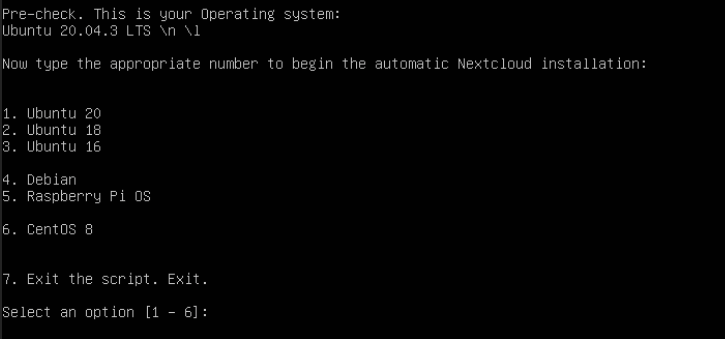 Pre-check. This is your Operating system:
Ubuntu 20.04.3 LTS \n \l
Now type the appropriate number to begin the automatic Nextcloud installation:
1. Ubuntu 20
2. Ubuntu 18
3. Ubuntu 16
4. Debian
5. Raspberry Pi OS
6. CentOS 8
7. Exit the script. Exit.
Select an option [1 - 6]: